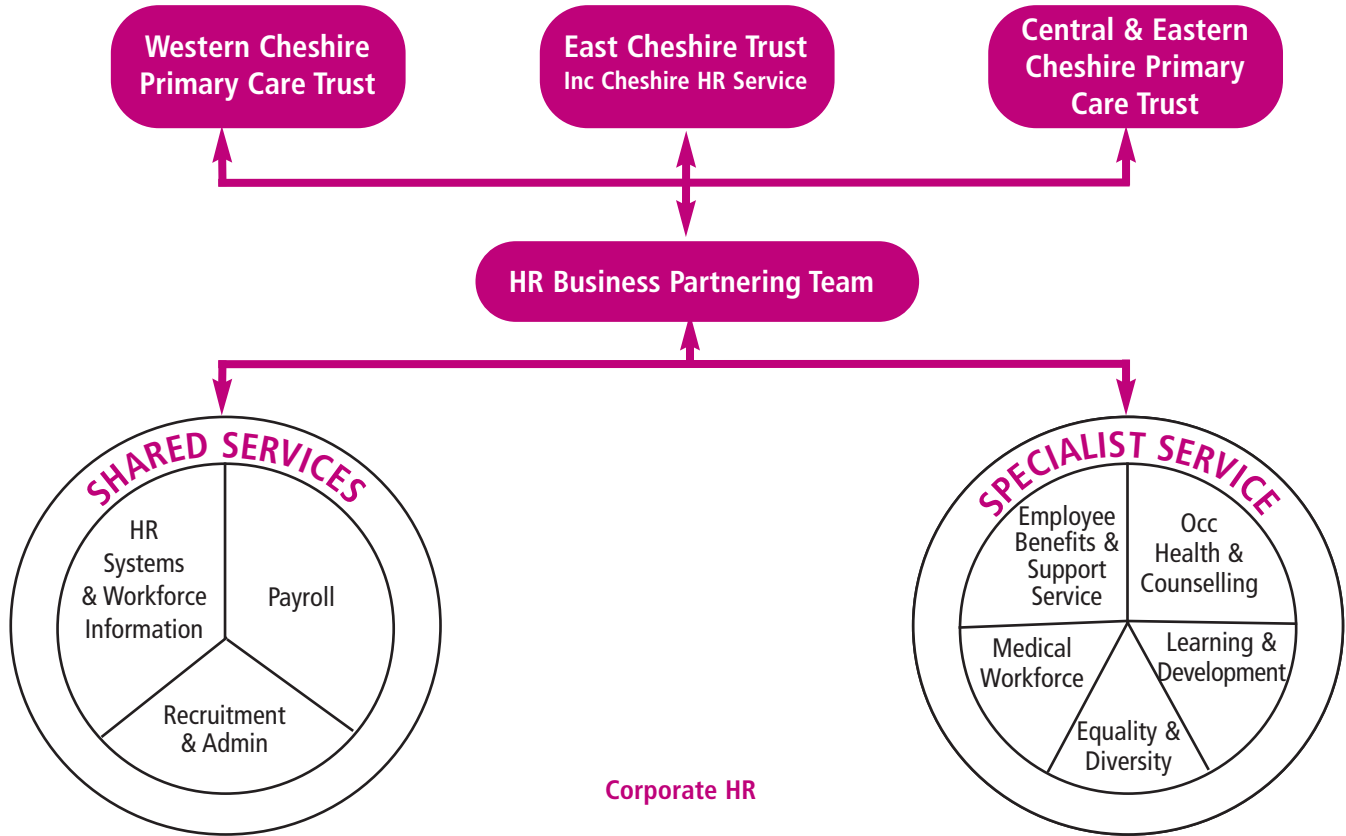 Western Cheshire
Primary Care Trust
East Cheshire Trust
Inc Cheshire HR Service
Central & Eastern
Cheshire Primary
Care Trust
HR Business Partnering Team
SHARED SERVICES
HR
Systems
& Workforce
Information
Payroll
Recruitment
& Admin
SPECIALIST SERVICE
Employee
Benefits &
Support
Service
Occ
Health &
Counselling
Medical
Workforce
Learning &
Development
Equality &
Diversity
Corporate HR